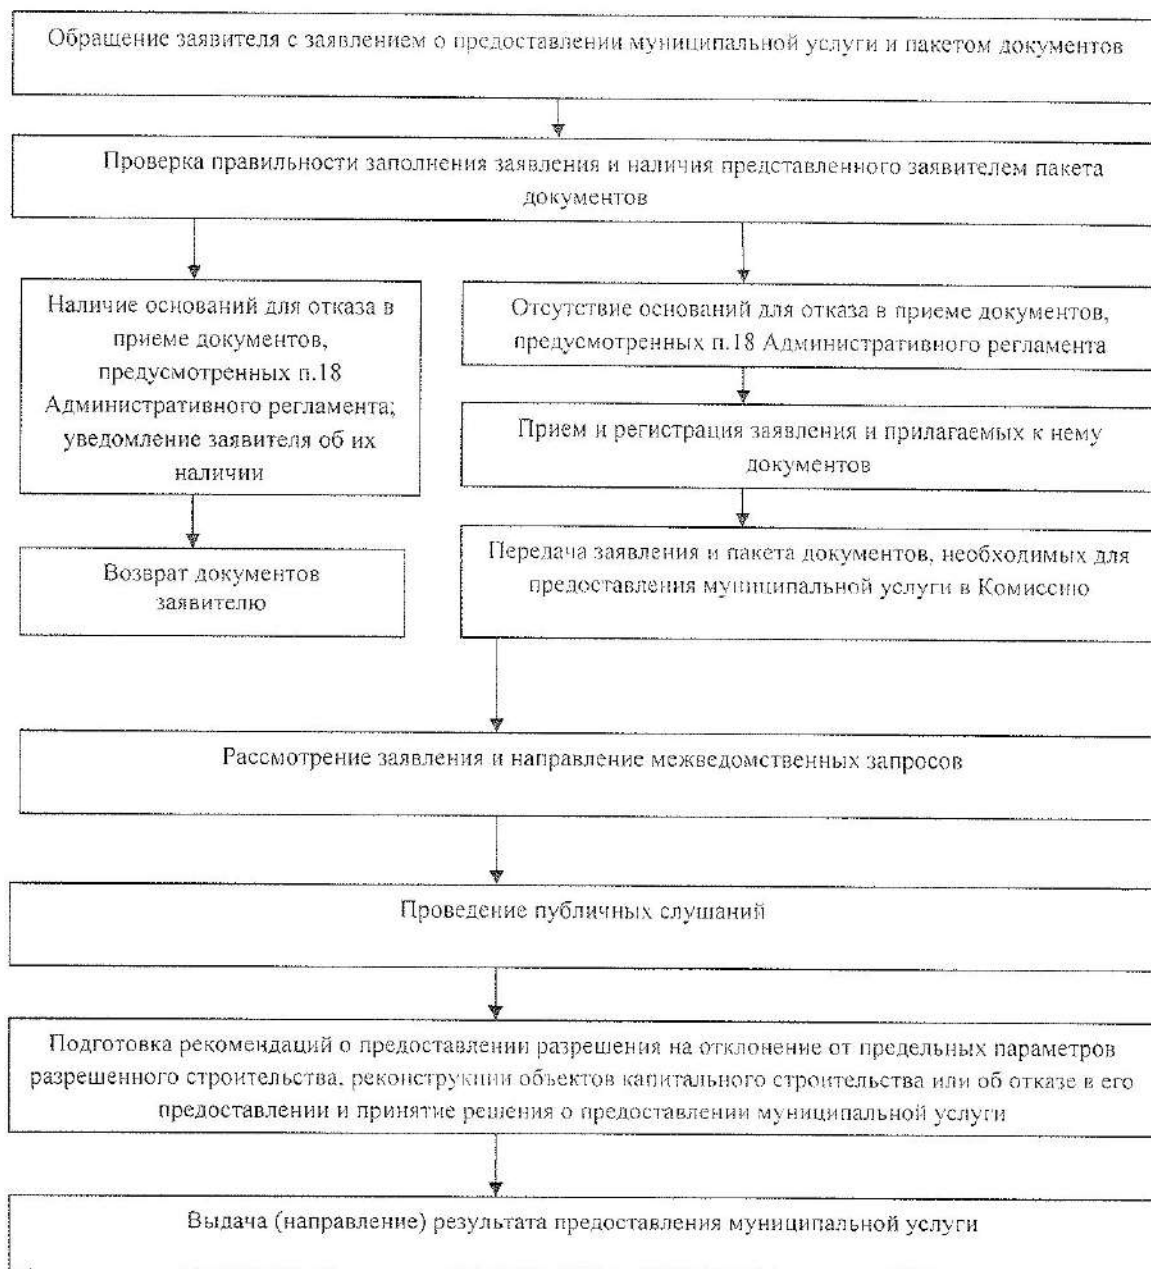 Обращение заявителя с заявлением о предоставлении муниципальной услуги и пакетом документов
Проверка правильности заполнения заявления и наличия представленного заявителем пакета
документов
Наличие оснований для отказа в
приеме документов,
предусмотренных п.18
Административного регламента;
уведомление заявителя об их
наличии
Возврат документов
заявителю
Отсутствие оснований для отказа в приеме документов,
предусмотренных п.18 Административного регламента
Прием и регистрация заявления и прилагаемых к нему
документов
Передача заявления и пакета документов, необходимых для
предоставления муниципальной услуги в Комиссию
Рассмотрение заявления и направление межведомственных запросов
Проведение публичных слушаний
Подготовка рекомендаций о предоставлении разрешения на отклонение от предельных параметров
разрешенного строительства, реконструкции объектов капитального строительства или об отказе в его
предоставлении и принятие решения о предоставлении муниципальной услуги
Выдача (направление) результата предоставления муниципальной услуги